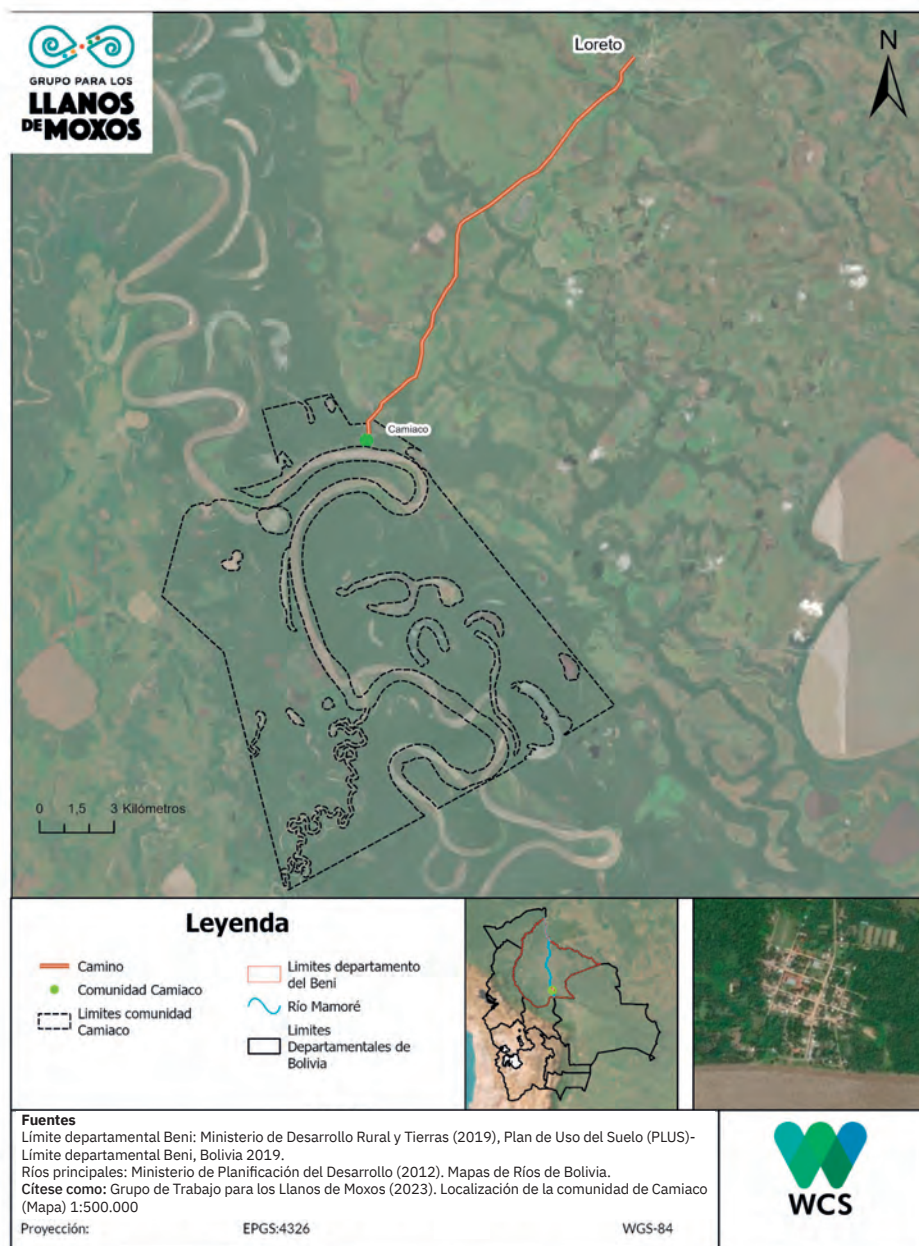 GRUPO PARA LOS
LLANOS
DE MOXOS
Loreto
N
Camiaco
0 1,5 3 Kilómetros
Leyenda
Camino
Comunidad Camiaco
Limites comunidad
Camiaco
Limites departamento
del Beni
Río Mamoré
Limites
Departamentales de
Bolivia
Fuentes
Límite departamental Beni: Ministerio de Desarrollo Rural y Tierras (2019), Plan de Uso del Suelo (PLUS)-
Límite departamental Beni, Bolivia 2019.
Ríos principales: Ministerio de Planificación del Desarrollo (2012). Mapas de Ríos de Bolivia.
Cítese como: Grupo de Trabajo para los Llanos de Moxos (2023). Localización de la comunidad de Camiaco
(Mapa) 1:500.000
Proyección: EPGS:4326 WGS-84
WCS